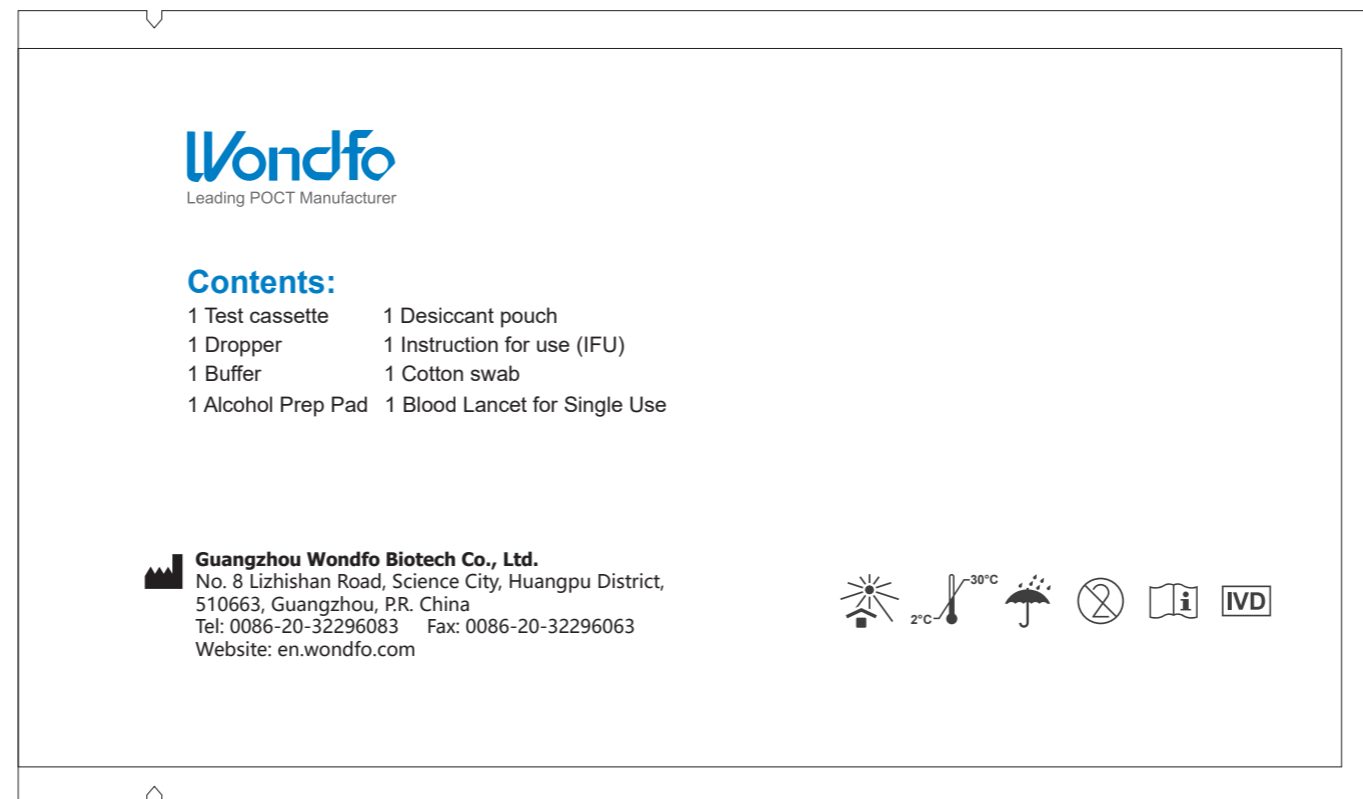 Wondfo
Leading POCT Manufacturer
Contents:
1 Test cassette 1 Desiccant pouch
1 Dropper 1 Instruction for use (IFU)
1 Buffer 1 Cotton swab
1 Alcohol Prep Pad 1 Blood Lancet for Single Use
Guangzhou Wondfo Biotech Co., Ltd.
No. 8 Lizhishan Road, Science City, Huangpu District,
510663, Guangzhou, P.R. China
Tel: 0086-20-32296083 Fax: 0086-20-32296063
Website: en.wondfo.com
2°C 30°C 2 i IVD